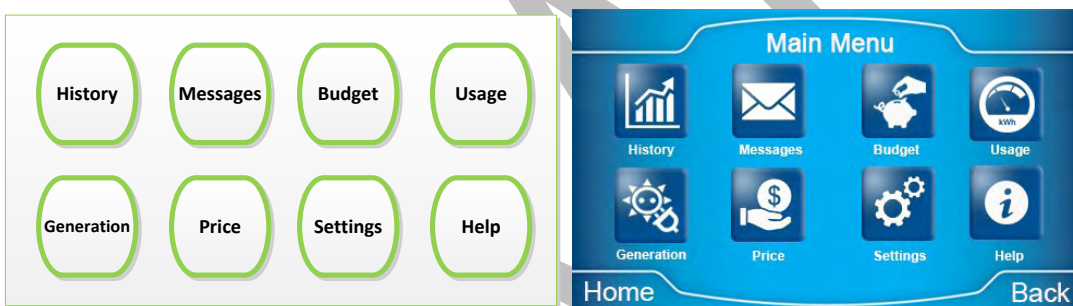 History Messages Budget Usage
Generation Price Settings Help
Main Menu
kWh
History Messages Budget Usage
$
i
Generation Price Settings Help
Home Back